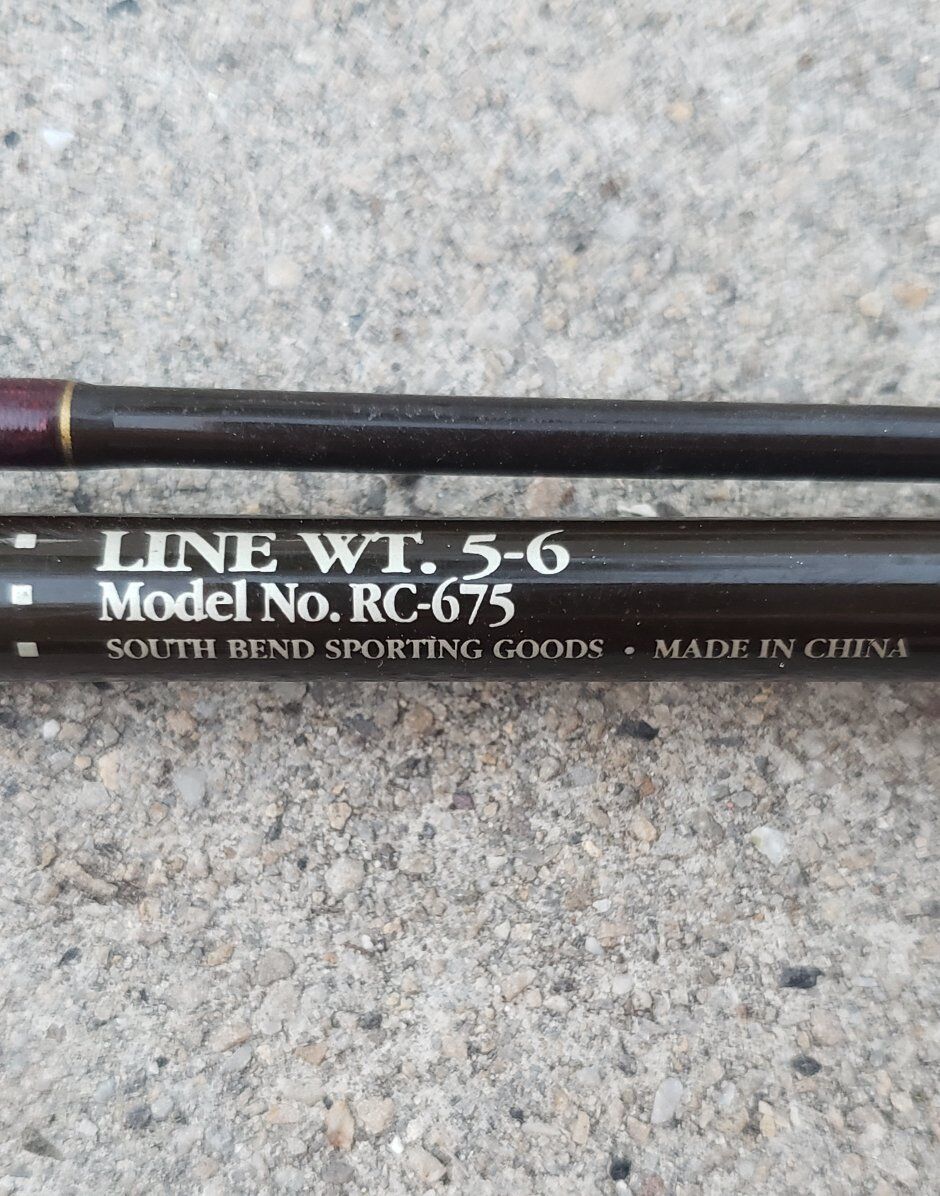 LINE WT. 5-6
Model No. RC-675
SOUTH BEND SPORTING GOODS • MADE IN CHINA